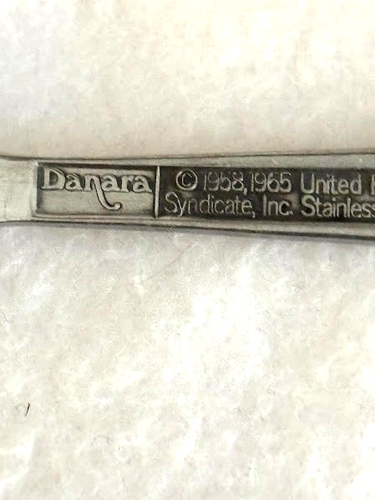 Danara
© 1958, 1965 United
Syndicate, Inc. Stainless